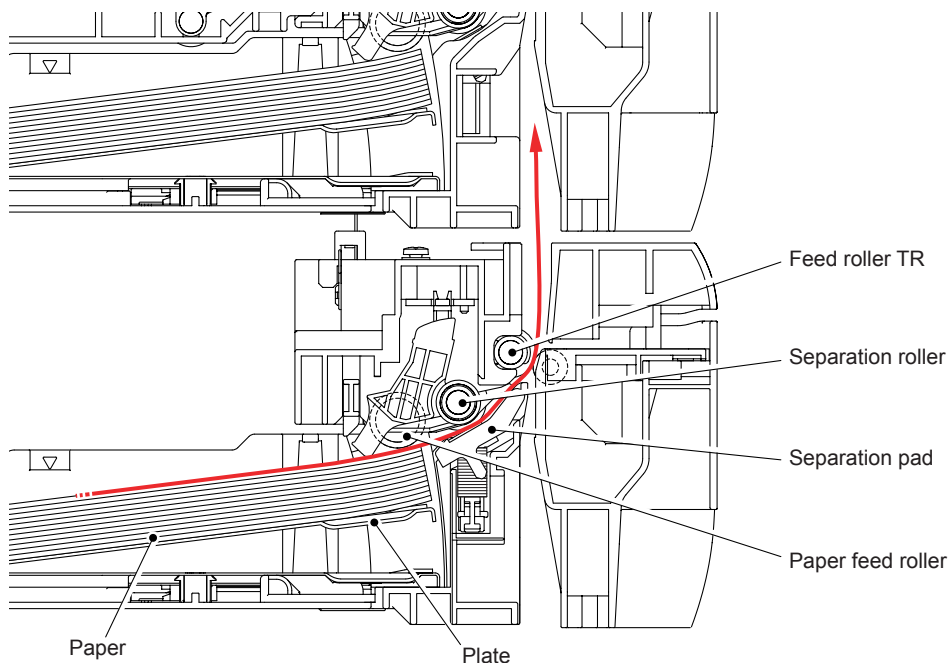 Feed roller TR
Separation roller
Separation pad
Paper feed roller
Paper
Plate